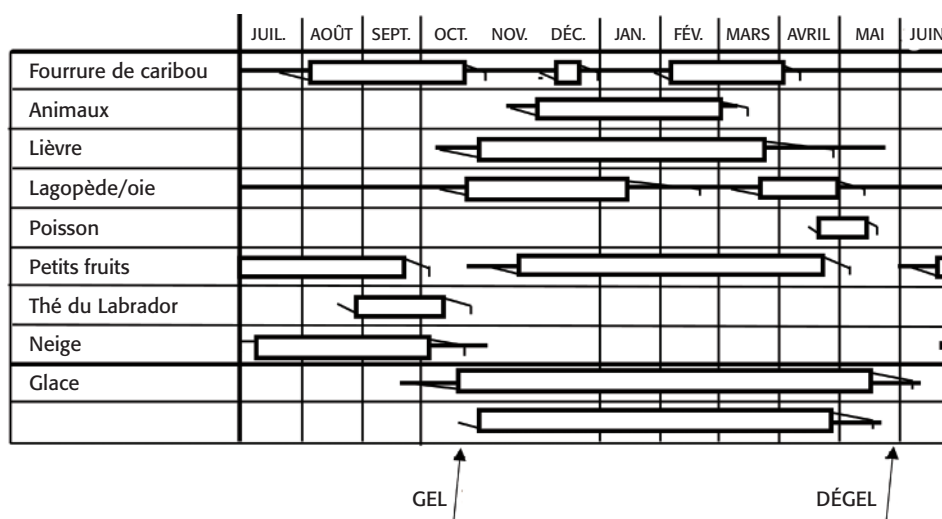 JUIL. AOÛT SEPT. OCT. NOV. DÉC. JAN. FÉV. MARS AVRIL MAI JUIN
Fourrure de caribou
Animaux
Lièvre
Lagopède/oie
Poisson
Petits fruits
Thé du Labrador
Neige
Glace
GEL DÉGEL